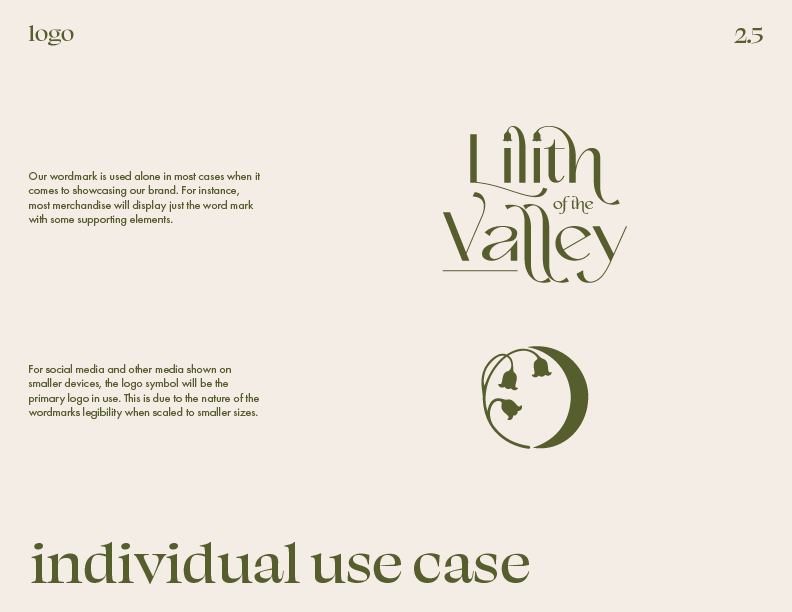 logo
2.5
Our wordmark is used alone in most cases when it
comes to showcasing our brand. For instance,
most merchandise will display just the word mark
with some supporting elements.
Lilith
of the
Valley
For social media and other media shown on
smaller devices, the logo symbol will be the
primary logo in use. This is due to the nature of the
wordmarks legibility when scaled to smaller sizes.
individual use case